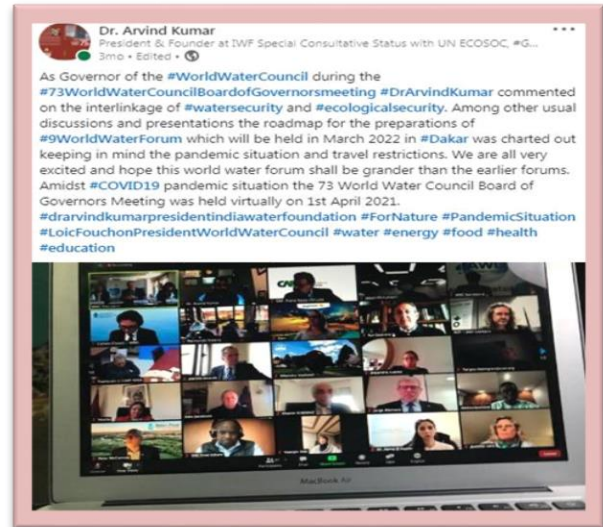 Dr. Arvind Kumar
President & Founder at IWF Special Consultative Status with UN ECOSOC, #G...
3mo • Edited •
As Governor of the #WorldWaterCouncil during the
#73WorldWaterCouncilBoardofGovernorsmeeting #DrArvindKumar commented
on the interlinkage of #watersecurity and #ecologicalsecurity. Among other usual
discussions and presentations the roadmap for the preparations of
#9WorldWaterForum which will be held in March 2022 in #Dakar was charted out
keeping in mind the pandemic situation and travel restrictions. We are all very
excited and hope this world water forum shall be grander than the earlier forums.
Amidst #COVID19 pandemic situation the 73 World Water Council Board of
Governors Meeting was held virtually on 1st April 2021.
#drarvindkumarpresidentindiawaterfoundation #ForNature #PandemicSituation
#LoicFouchonPresidentWorldWaterCouncil #water #energy #food #health
#education
MacBook Air